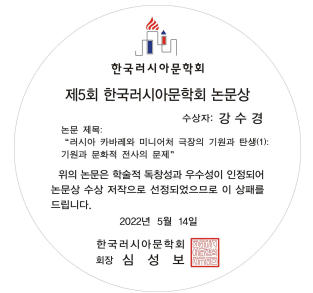 한국러시아문학회
제5회 한국러시아문학회 논문상
수상자: 강 수 경
논문 제목:
“러시아 카바레와 미니어처 극장의 기원과 탄생(1):
기원과 문화적 전사의 문제”
위의 논문은 학술적 독창성과 우수성이 인정되어
논문상 수상 저작으로 선정되었으므로 이 상패를
드립니다.
2022년 5월 14일
한국러시아문학회
회장 심 성 보